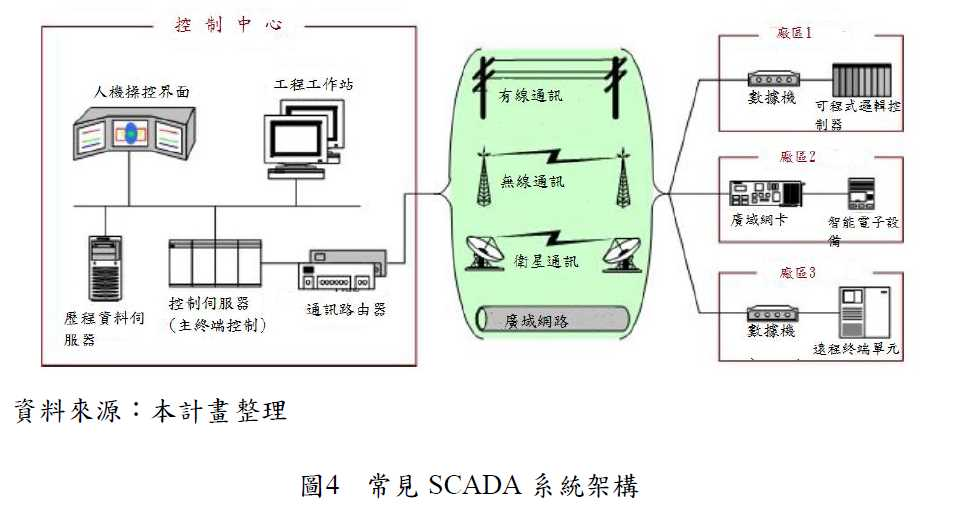 控制中心
人機操控界面
工程工作站
歷程資料伺
服器
控制伺服器
(主終端控制)
通訊路由器
有線通訊
無線通訊
衛星通訊
廣域網路
廠區1
數據機
可程式邏輯控
制器
廠區2
廣域網卡
智能電子設
備
廠區3
數據機
遠程終端單元
資料來源：本計畫整理
圖4 常見 SCADA 系統架構